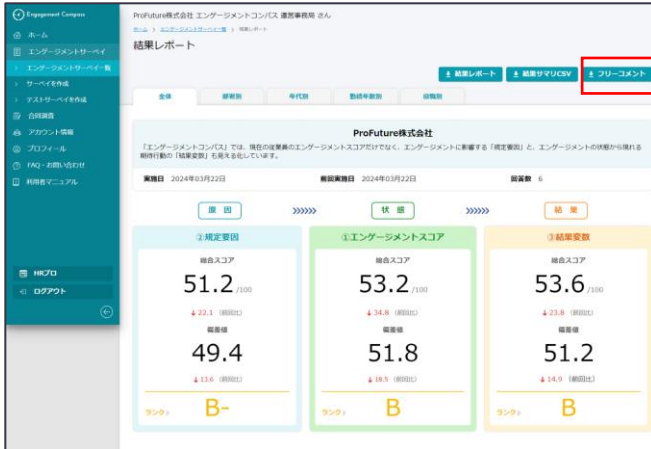 Engagement Compass
ホーム
エンゲージメントサーベイ
エンゲージメントサーベイ一覧
サーベイを作成
テストサーベイを作成
合同調査
アカウント情報
プロフィール
FAQ・お問い合わせ
利用者マニュアル
HRプロ
ログアウト
ProFuture株式会社 エンゲージメントコンパス 運営事務局 さん
ホーム > エンゲージメントサーベイ一覧 > 結果レポート
結果レポート
結果レポート 結果サマリCSV フリーコメント
全体 部署別 年代別 勤続年数別 役職別
ProFuture株式会社
「エンゲージメントコンパス」では、現在の従業員のエンゲージメントスコアだけでなく、エンゲージメントに影響する「規定要因」と、エンゲージメントの状態から現れる
期待行動の「結果変数」も見える化しています。
実施日 2024年03月22日 前回実施日 2024年03月22日 回答数 6
原因 >>>>>> 状態 >>>>>> 結果
②規定要因 ①エンゲージメントスコア ③結果変数
総合スコア 総合スコア 総合スコア
51.2 /100 53.2 /100 53.6 /100
↓22.1 (前回比) ↓34.8 (前回比) ↓23.8 (前回比)
偏差値 偏差値 偏差値
49.4 51.8 51.2
↓13.6 (前回比) ↓18.5 (前回比) ↓14.9 (前回比)
ランク B- ランク B ランク B